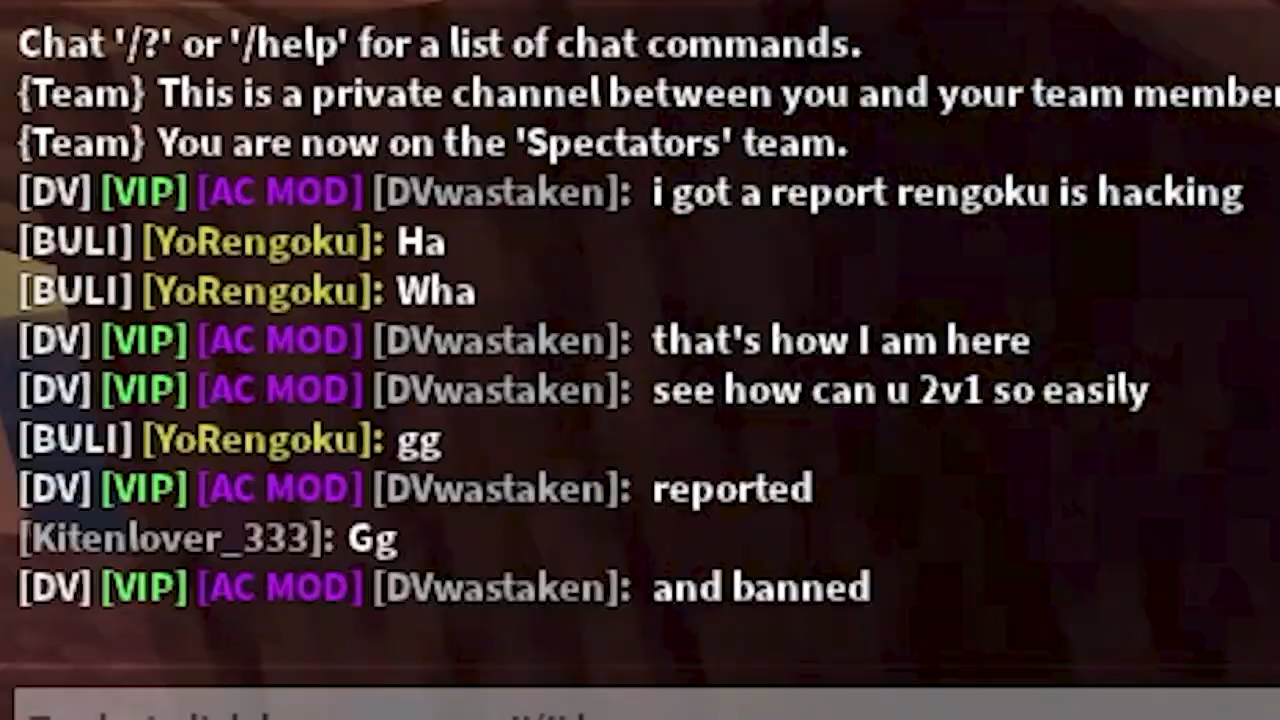 Chat '/?' or '/help' for a list of chat commands.
{Team} This is a private channel between you and your team member
{Team} You are now on the 'Spectators' team.
[DV] [VIP] [AC MOD] [DVwastaken]: i got a report rengoku is hacking
[BULI] [YoRengoku]: Ha
[BULI] [YoRengoku]: Wha
[DV] [VIP] [AC MOD] [DVwastaken]: that's how I am here
[DV] [VIP] [AC MOD] [DVwastaken]: see how can u 2v1 so easily
[BULI] [YoRengoku]: gg
[DV] [VIP] [AC MOD] [DVwastaken]: reported
[Kitenlover_333]: Gg
[DV] [VIP] [AC MOD] [DVwastaken]: and banned